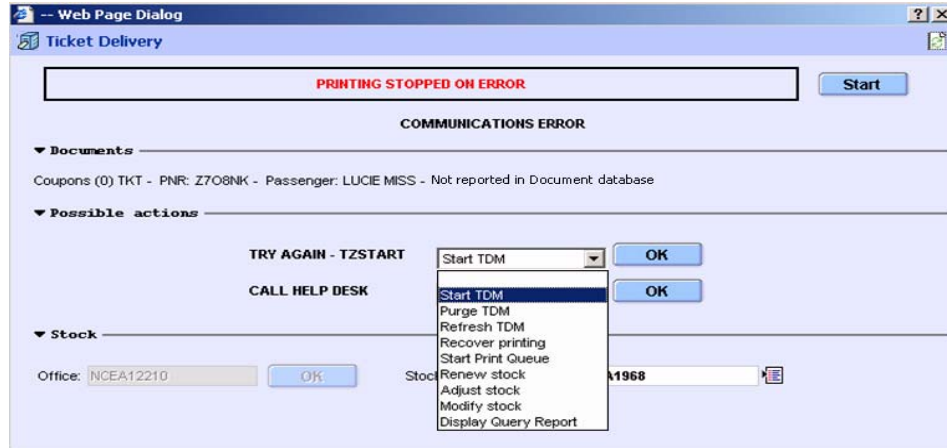 -- Web Page Dialog
Ticket Delivery
PRINTING STOPPED ON ERROR
Start
COMMUNICATIONS ERROR
Documents
Coupons (0) TKT - PNR: Z7O8NK - Passenger: LUCIE MISS - Not reported in Document database
Possible actions
TRY AGAIN - TZSTART Start TDM OK
CALL HELP DESK OK
Start TDM
Purge TDM
Refresh TDM
Recover printing
Start Print Queue
Renew stock
Adjust stock
Modify stock
Display Query Report
Stock
Office: NCEA12210 OK Stoc A1968